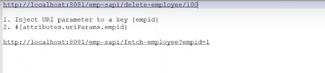 http://localhost:8081/emp-sapi/delete-employee/100
1. Inject URI parameter to a key (empid)
2. #[attributes.uriParams.empid]
http://localhost:8081/emp-sapi/fetch-employee?empid=1